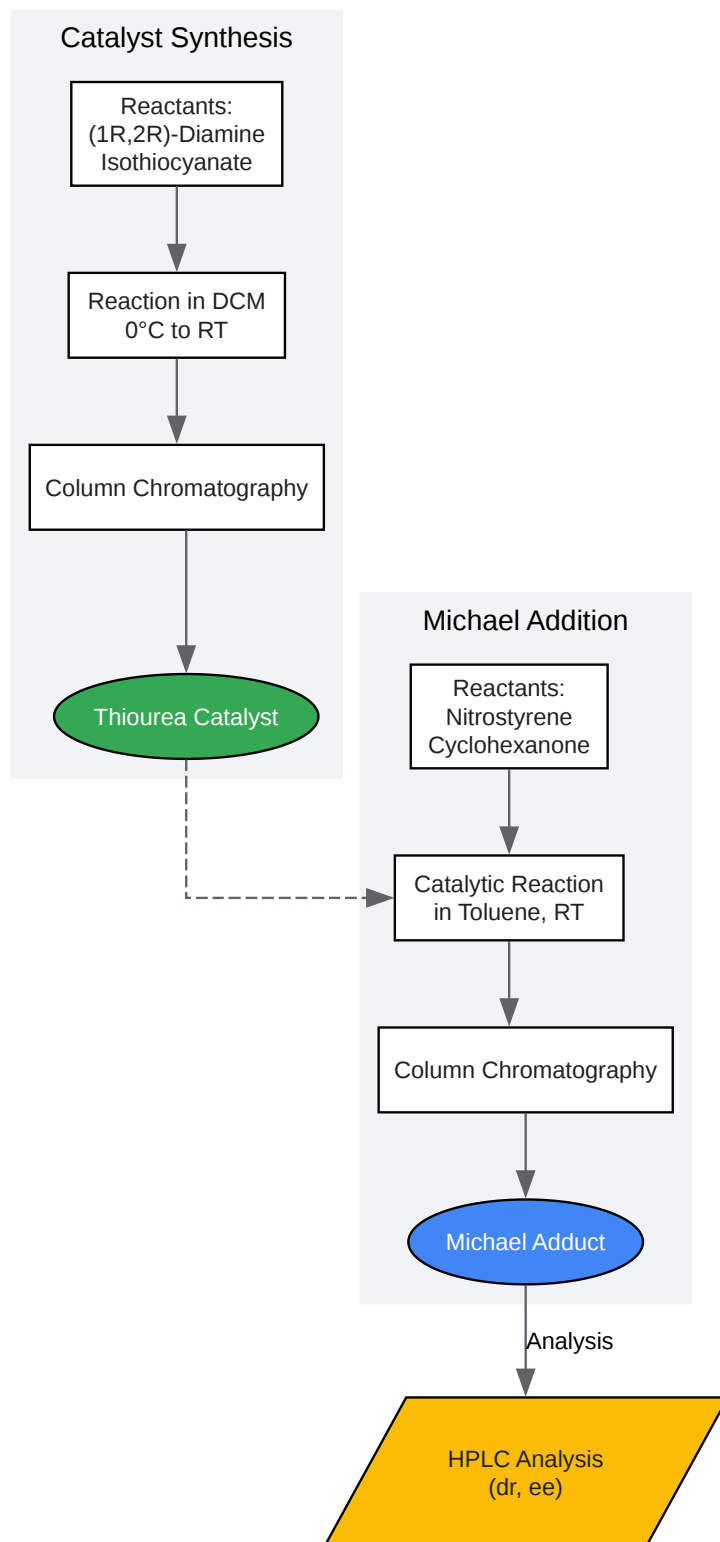 Catalyst Synthesis
Reactants:
(1R,2R)-Diamine
Isothiocyanate
Reaction in DCM
0°C to RT
Column Chromatography
Thiourea Catalyst
Michael Addition
Reactants:
Nitrostyrene
Cyclohexanone
Catalytic Reaction
in Toluene, RT
Column Chromatography
Michael Adduct
Analysis
HPLC Analysis
(dr, ee)